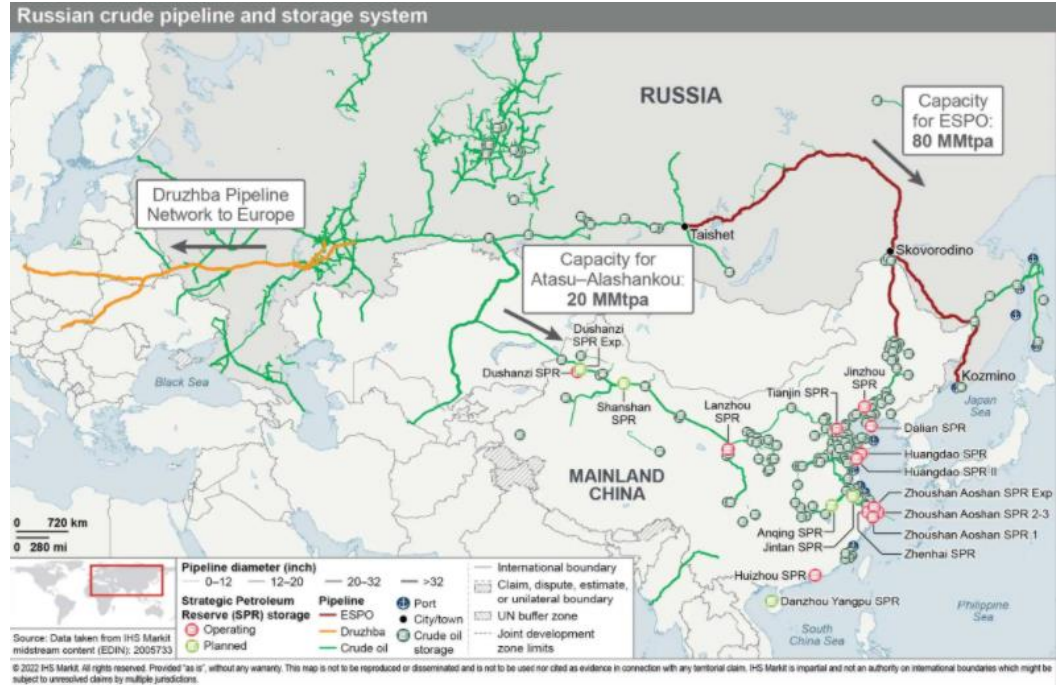 Russian crude pipeline and storage system
RUSSIA
Capacity
for ESPO:
80 MMtpa
Druzhba Pipeline
Network to Europe
Taishet
Skovorodino
Capacity for
Atasu–Alashankou:
20 MMtpa
Dushanzi
SPR Exp.
Dushanzi SPR
Black Sea
Shanshan
SPR
Lanzhou
SPR
Tianjin SPR
Jinzhou
SPR
Kozmino
Japan
Sea
Dalian SPR
Huangdao SPR
Huangdao SPR II
MAINLAND
CHINA
Zhoushan Aoshan SPR Exp
Zhoushan Aoshan SPR 2-3
Zhoushan Aoshan SPR 1
Zhenhai SPR
Anqing SPR
Jintan SPR
Huizhou SPR
Danzhou Yangpu SPR
South
China Sea
Philippine
Sea
0 720 km
0 280 mi
Pipeline diameter (inch)
0–12 12–20 20–32 >32
Strategic Petroleum
Reserve (SPR) storage
Operating
Planned
Pipeline
ESPO
Druzhba
Crude oil
Port
City/town
Crude oil
storage
International boundary
Claim, dispute, estimate,
or unilateral boundary
UN buffer zone
Joint development
zone limits
Source: Data taken from IHS Markit
midstream content (EDIN): 2005733
© 2022 IHS Markit. All rights reserved. Provided "as is", without any warranty. This map is not to be reproduced or disseminated and is not to be used nor cited as evidence in connection with any territorial claim. IHS Markit is impartial and not an authority on international boundaries which might be
subject to unresolved claims by multiple jurisdictions.